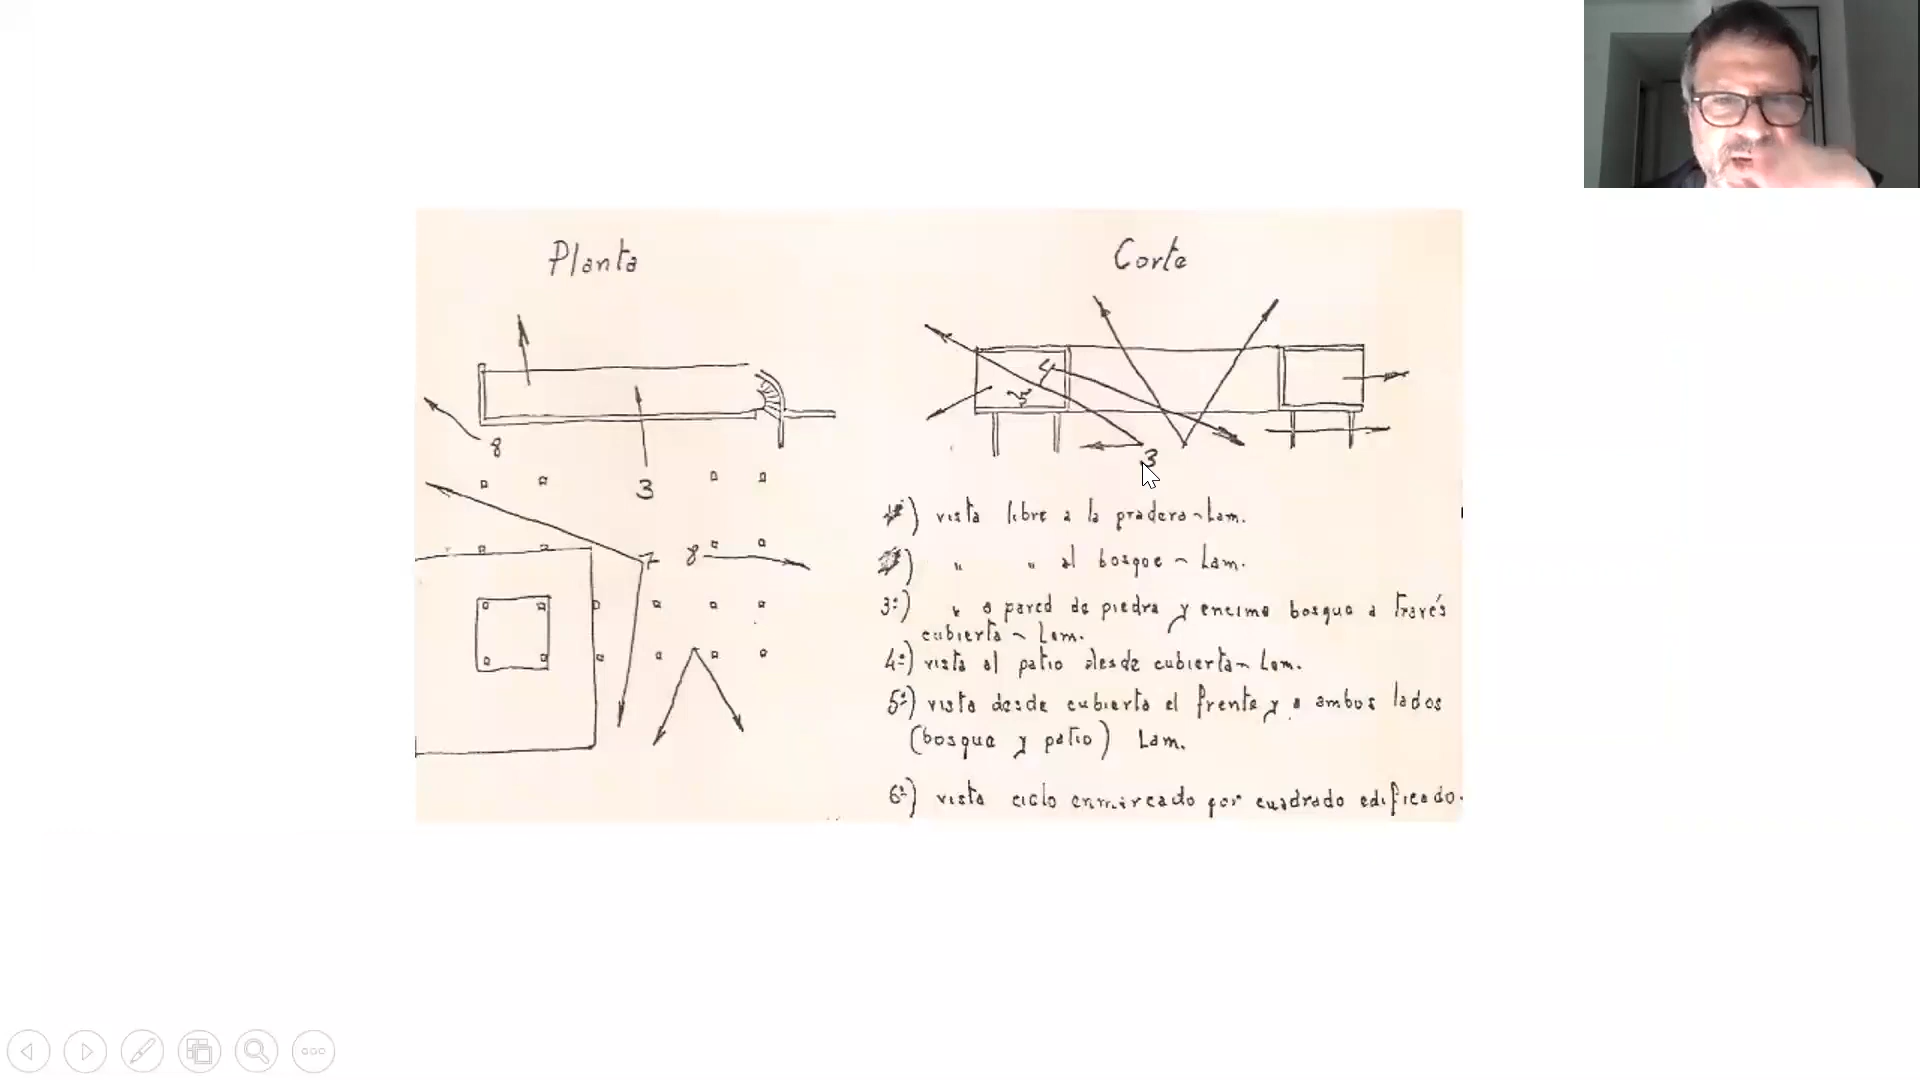 Planta
Corte
8
3
7
8
4
5
3
1º) vista libre a la pradera - Lam.
) " " al bosque - Lam.
3º) " a pared de piedra y encima bosque a través
cubierta - Lam.
4º) vista al patio desde cubierta - Lam.
5º) vista desde cubierta el frente y a ambos lados
(bosque y patio) Lam.
6º) vista cielo enmarcado por cuadrado edificado.